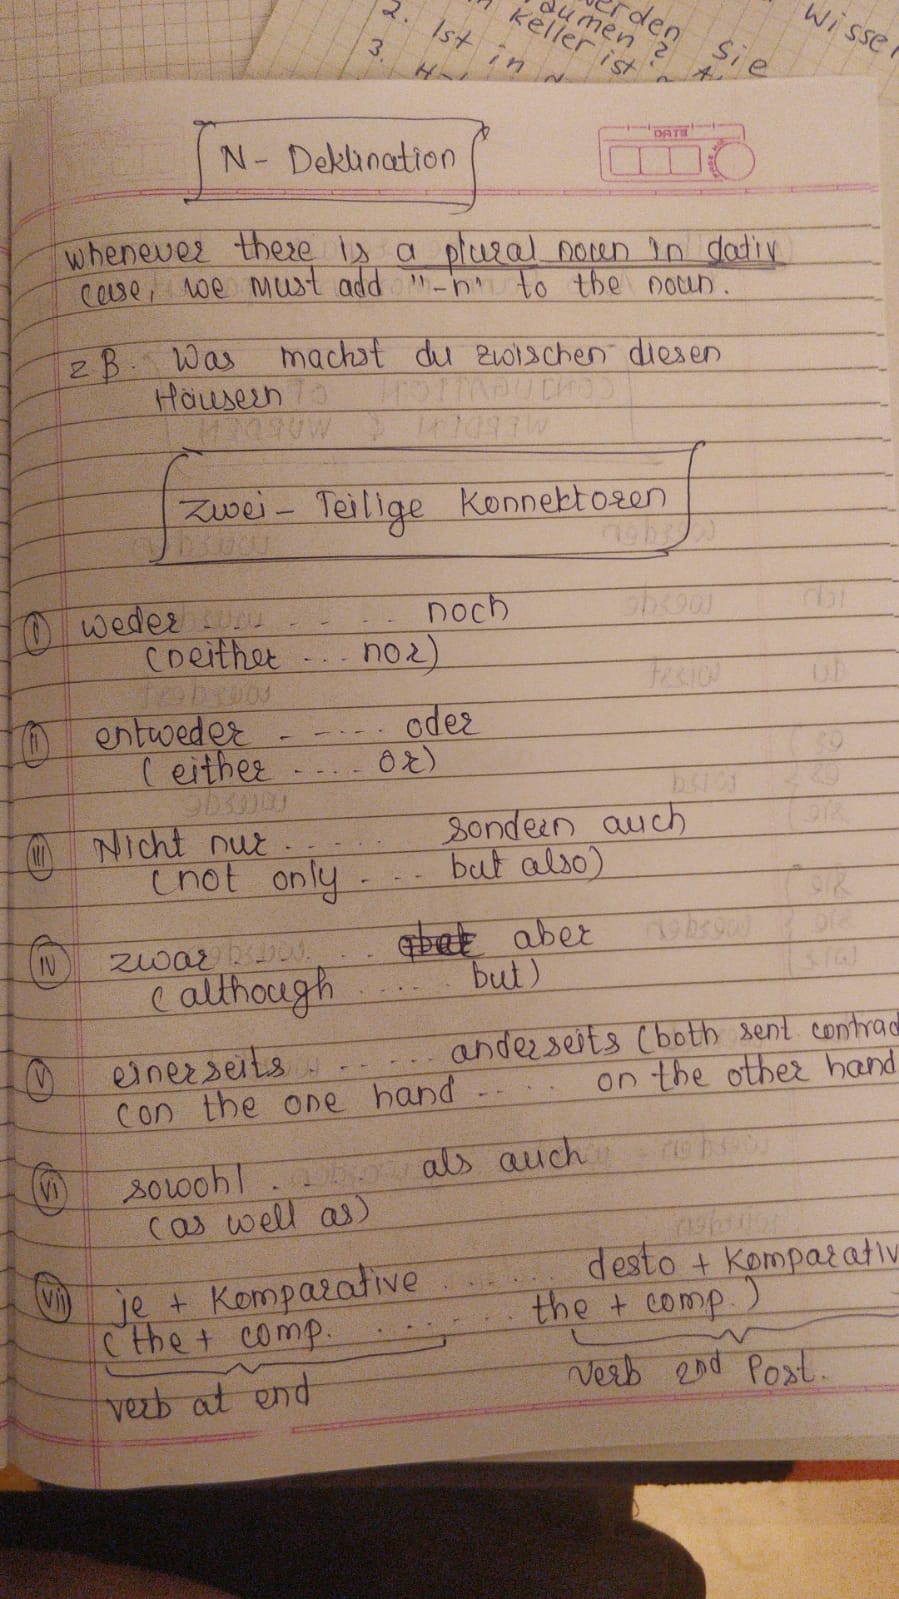 werden
2. räumen? Sie wisse
3. Ist in Keller ist
DATE
N - Deklination
whenever there is a plural noun in dativ
case, we must add "-n" to the noun.
z B. Was machst du zwischen diesen
Häusern
Zwei - Teilige Konnektoren
(I) weder . . . . . noch
(neither . . . nor)
(II) entweder - - . . . . oder
(either . . . . or)
(III) Nicht nur . . . . . sondern auch
(not only . . . but also)
(IV) zwar . . . . aber
(although . . . . . but)
(V) einerseits . . . . . . anderseits (both sent. contrad
(on the one hand - - . . . on the other hand
(VI) sowohl . . . . . als auch
(as well as)
(VII) je + Komparative . . . . . . desto + Komparativ
(the + comp. . . . . . . . the + comp.)
verb at end verb 2nd Post.